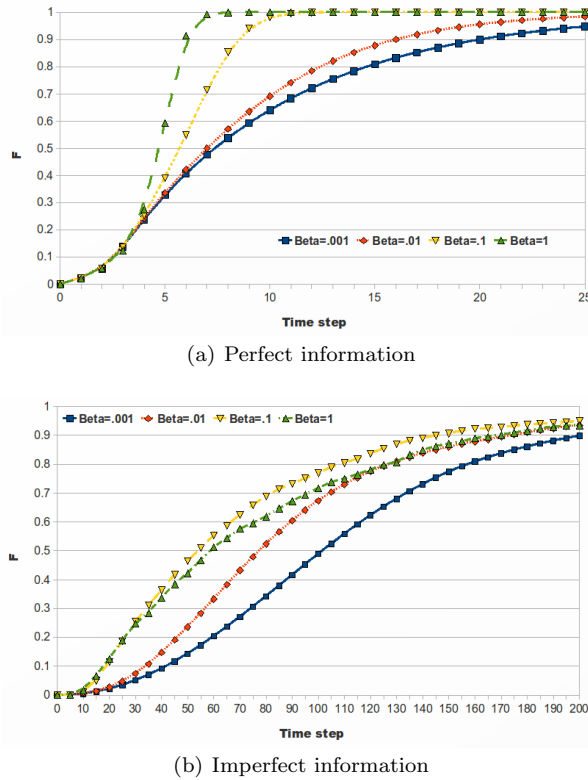 1
0.9
0.8
0.7
0.6
0.5
0.4
0.3
0.2
0.1
0
F
Beta=.001 Beta=.01 Beta=.1 Beta=1
0 5 10 15 20 25
Time step
(a) Perfect information
1
0.9
0.8
0.7
0.6
0.5
0.4
0.3
0.2
0.1
0
F
Beta=.001 Beta=.01 Beta=.1 Beta=1
0 10 20 30 40 50 60 70 80 90 100 110 120 130 140 150 160 170 180 190 200
Time step
(b) Imperfect information